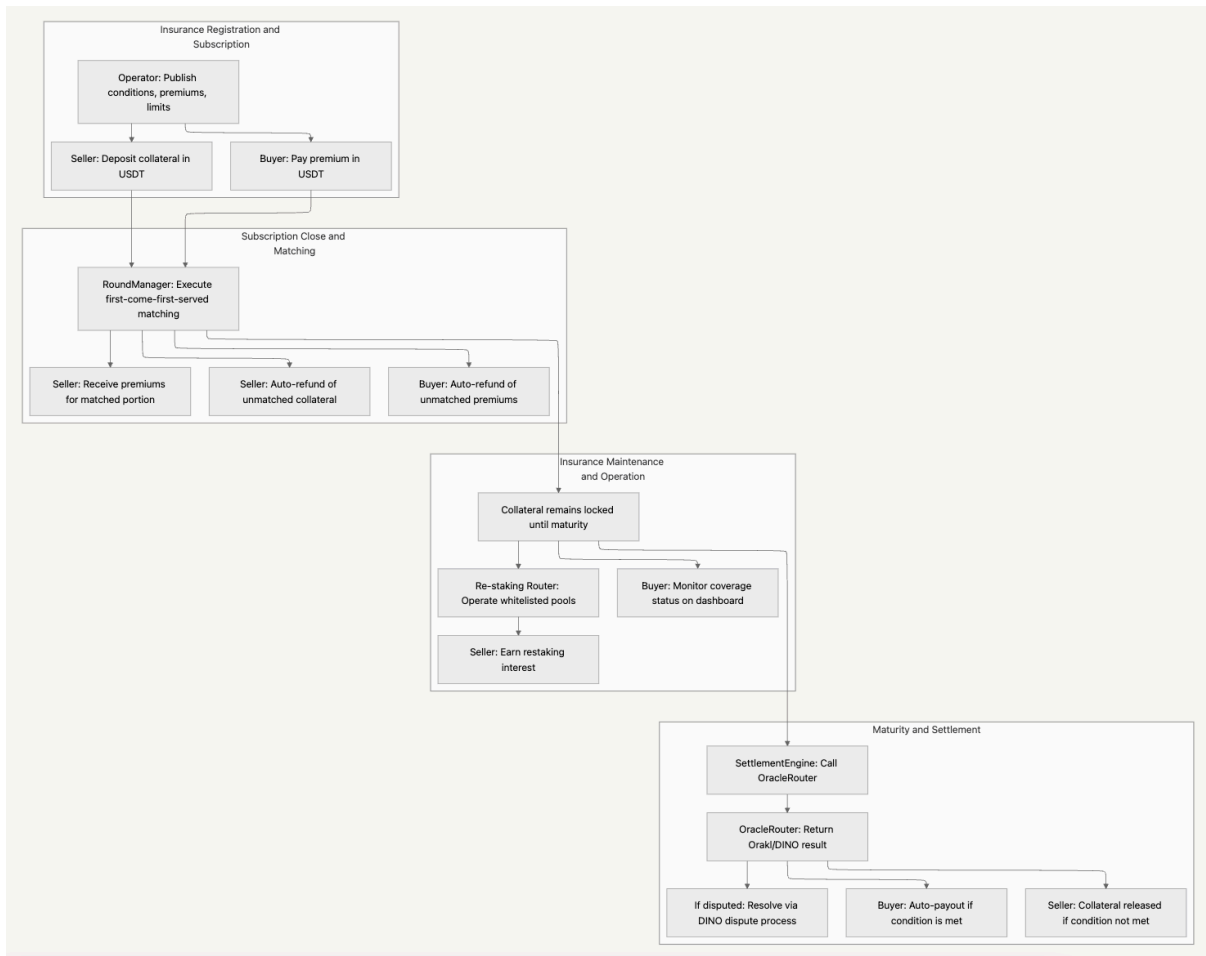 Insurance Registration and
Subscription
Operator: Publish
conditions, premiums,
limits
Seller: Deposit collateral in
USDT
Buyer: Pay premium in
USDT
Subscription Close and
Matching
RoundManager: Execute
first-come-first-served
matching
Seller: Receive premiums
for matched portion
Seller: Auto-refund of
unmatched collateral
Buyer: Auto-refund of
unmatched premiums
Insurance Maintenance
and Operation
Collateral remains locked
until maturity
Re-staking Router:
Operate whitelisted pools
Buyer: Monitor coverage
status on dashboard
Seller: Earn restaking
interest
Maturity and Settlement
SettlementEngine: Call
OracleRouter
OracleRouter: Return
Orakl/DINO result
If disputed: Resolve via
DINO dispute process
Buyer: Auto-payout if
condition is met
Seller: Collateral released
if condition not met